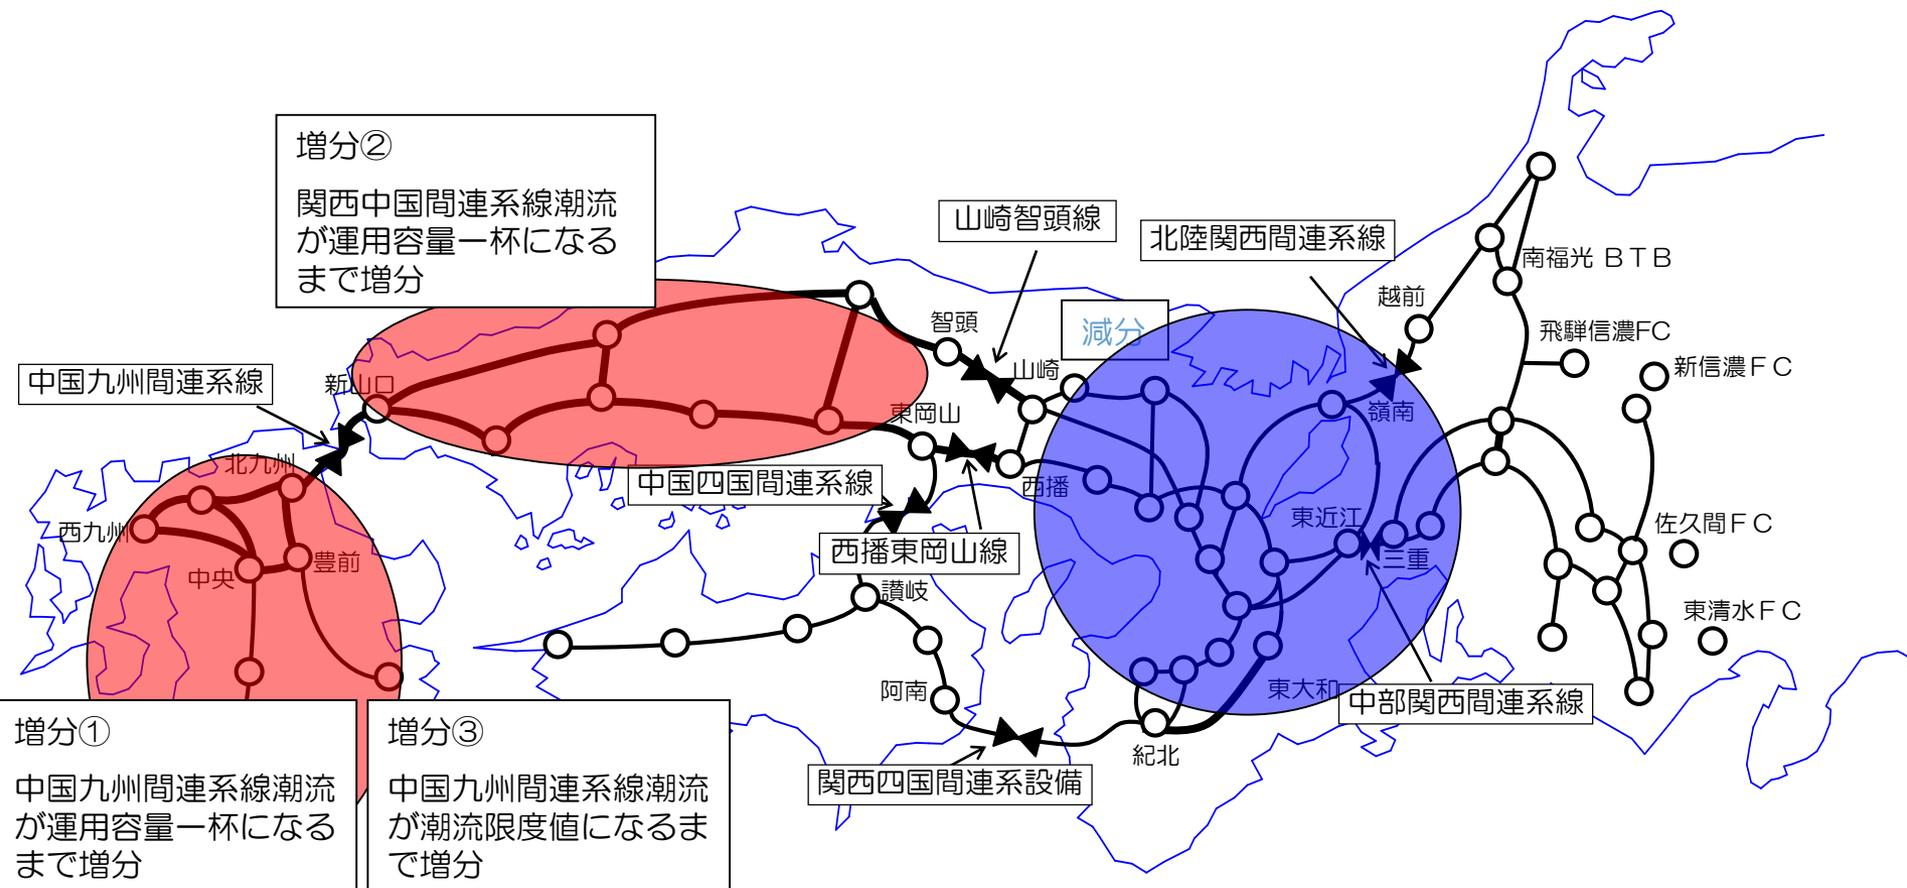 増分②
関西中国間連系線潮流
が運用容量一杯になる
まで増分
山崎智頭線
北陸関西間連系線
南福光 ＢＴＢ
越前
飛騨信濃FC
減分
智頭
新信濃ＦＣ
山崎
中国九州間連系線
新山口
東岡山
嶺南
北九州
中国四国間連系線
西播
東近江
佐久間ＦＣ
西九州
西播東岡山線
三重
豊前
中央
讃岐
東清水ＦＣ
阿南
東大和
中部関西間連系線
紀北
関西四国間連系設備
増分①
中国九州間連系線潮流
が運用容量一杯になる
まで増分
増分③
中国九州間連系線潮流
が潮流限度値になるま
で増分